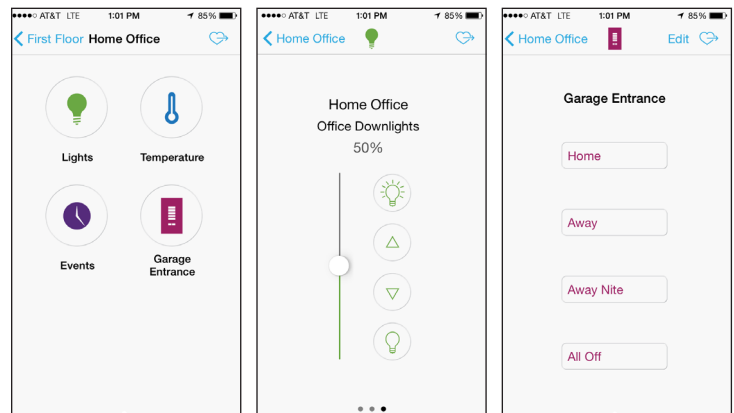 AT&T LTE 1:01 PM 85%
First Floor Home Office
Lights
Temperature
Events
Garage
Entrance
AT&T LTE 1:01 PM 85%
Home Office
Home Office
Office Downlights
50%
AT&T LTE 1:01 PM 85%
Home Office Edit
Garage Entrance
Home
Away
Away Nite
All Off